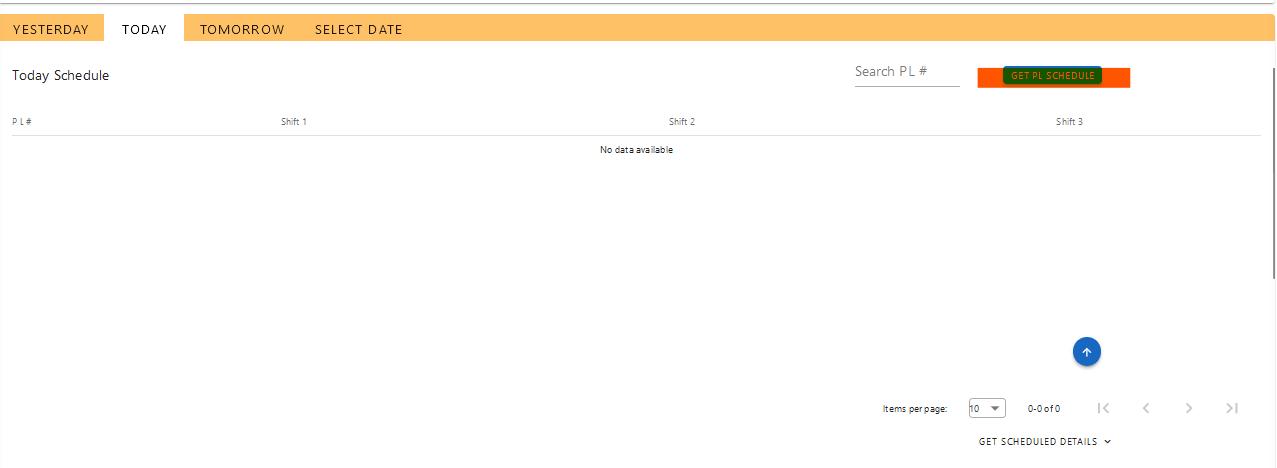 YESTERDAY TODAY TOMORROW SELECT DATE
Today Schedule Search PL # GET PL SCHEDULE
PL# Shift 1 Shift 2 Shift 3
No data available
Items per page: 10 0-0 of 0
GET SCHEDULED DETAILS